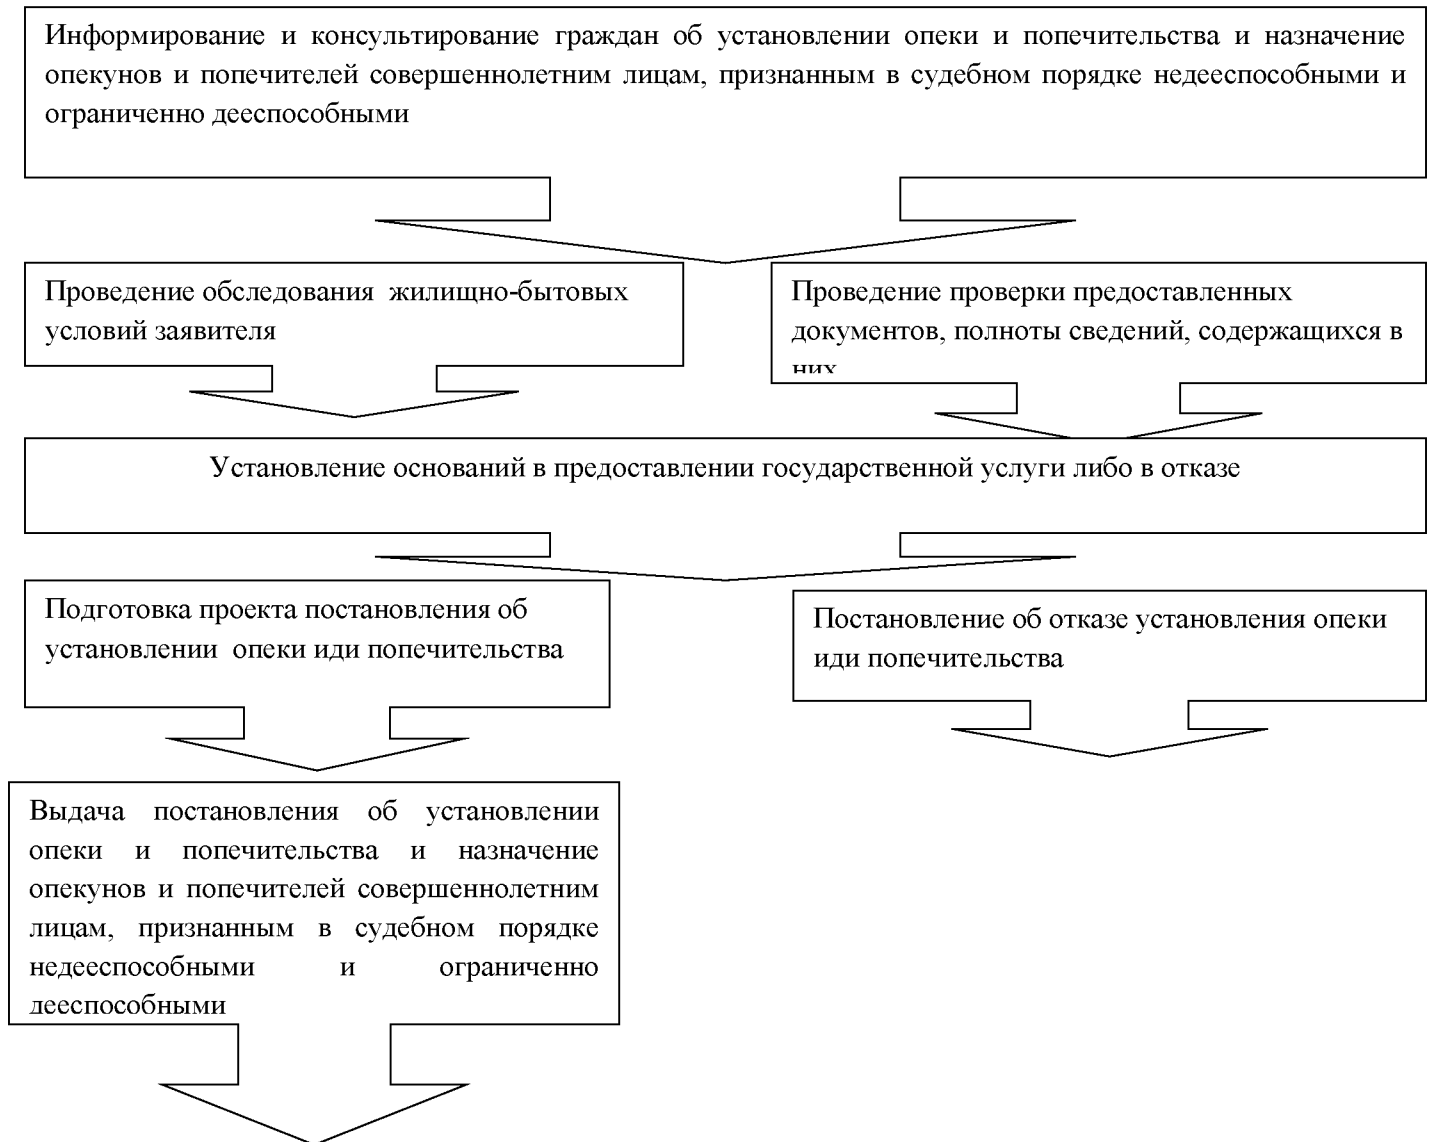 Информирование и консультирование граждан об установлении опеки и попечительства и назначение
опекунов и попечителей совершеннолетним лицам, признанным в судебном порядке недееспособными и
ограниченно дееспособными
Проведение обследования жилищно-бытовых
условий заявителя
Проведение проверки предоставленных
документов, полноты сведений, содержащихся в
них
Установление оснований в предоставлении государственной услуги либо в отказе
Подготовка проекта постановления об
установлении опеки иди попечительства
Постановление об отказе установления опеки
иди попечительства
Выдача постановления об установлении
опеки и попечительства и назначение
опекунов и попечителей совершеннолетним
лицам, признанным в судебном порядке
недееспособными и ограниченно
дееспособными